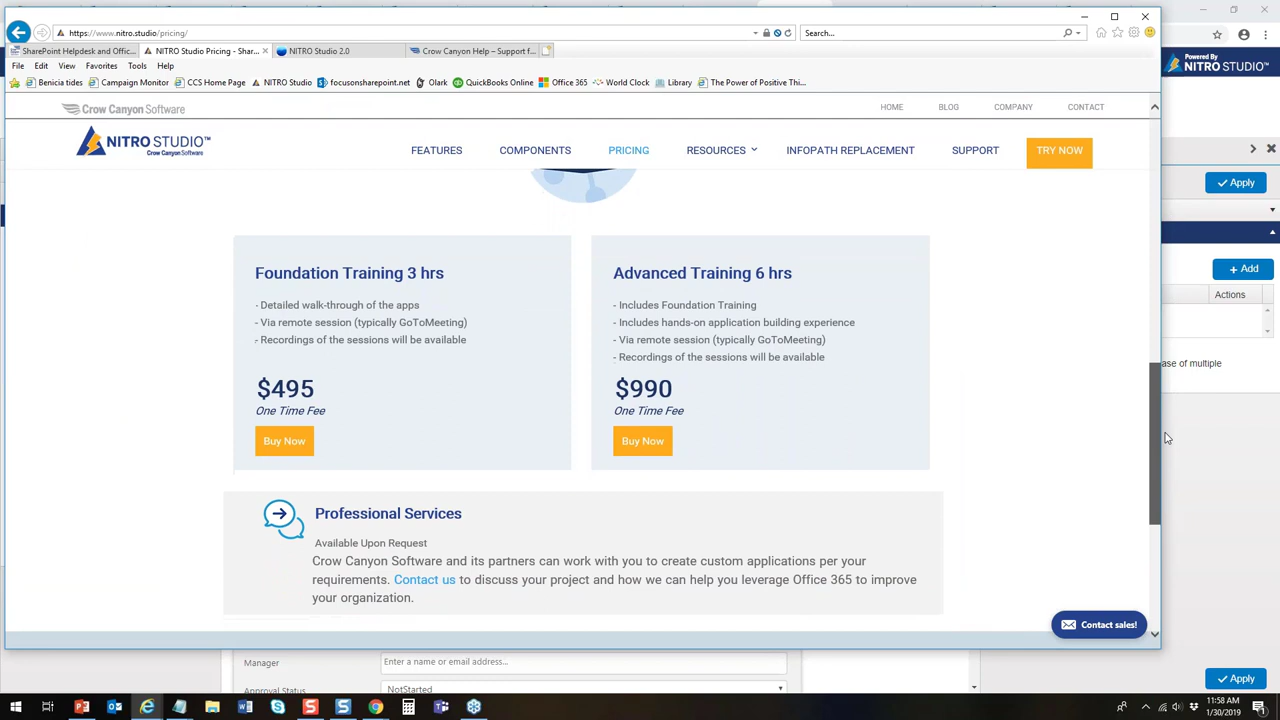 https://www.nitro.studio/pricing/
Search...
SharePoint Helpdesk and Offic...
NITRO Studio Pricing - Shar...
NITRO Studio 2.0
Crow Canyon Help – Support f...
File Edit View Favorites Tools Help
Benicia tides
Campaign Monitor
CCS Home Page
NITRO Studio
focusonsharepoint.net
Olark
QuickBooks Online
Office 365
World Clock
Library
The Power of Positive Thi...
Powered By
NITRO STUDIO™
Crow Canyon Software
HOME BLOG COMPANY CONTACT
NITRO STUDIO™
Crow Canyon Software
FEATURES COMPONENTS PRICING RESOURCES INFOPATH REPLACEMENT SUPPORT TRY NOW
Apply
Foundation Training 3 hrs
- Detailed walk-through of the apps
- Via remote session (typically GoToMeeting)
- Recordings of the sessions will be available
$495
One Time Fee
Buy Now
Advanced Training 6 hrs
- Includes Foundation Training
- Includes hands-on application building experience
- Via remote session (typically GoToMeeting)
- Recordings of the sessions will be available
$990
One Time Fee
Buy Now
+ Add
Actions
ase of multiple
Professional Services
Available Upon Request
Crow Canyon Software and its partners can work with you to create custom applications per your
requirements. Contact us to discuss your project and how we can help you leverage Office 365 to improve
your organization.
Contact sales!
Manager
Enter a name or email address...
Approval Status
NotStarted
Apply
11:58 AM
1/30/2019